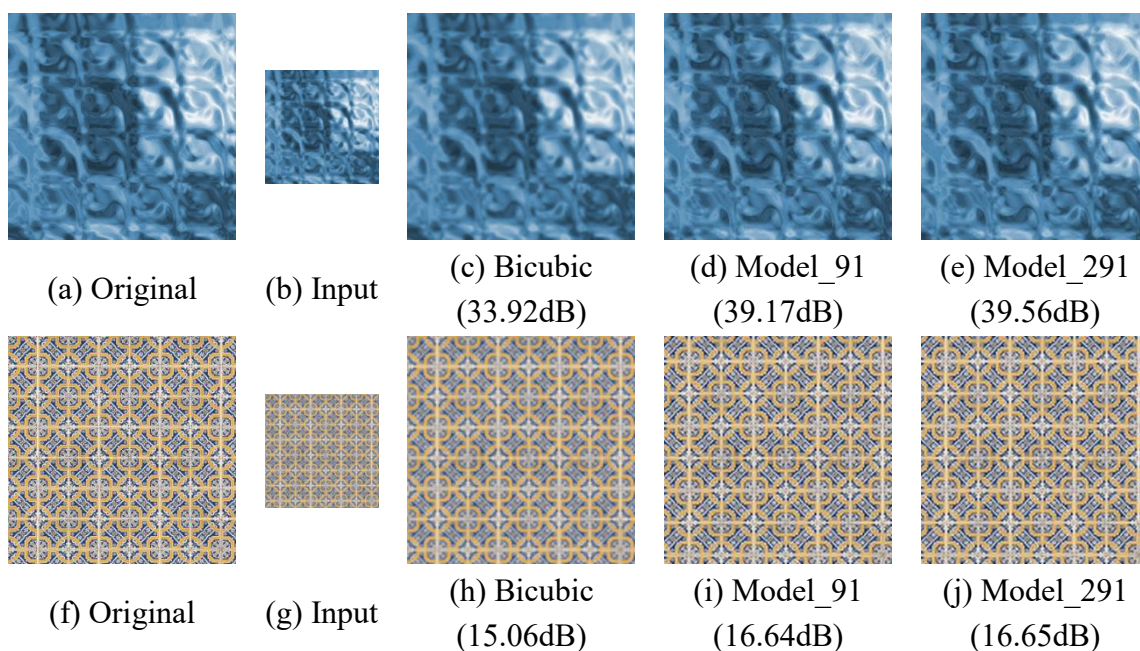 (a) Original
(b) Input
(c) Bicubic
(33.92dB)
(d) Model_91
(39.17dB)
(e) Model_291
(39.56dB)
(f) Original
(g) Input
(h) Bicubic
(15.06dB)
(i) Model_91
(16.64dB)
(j) Model_291
(16.65dB)